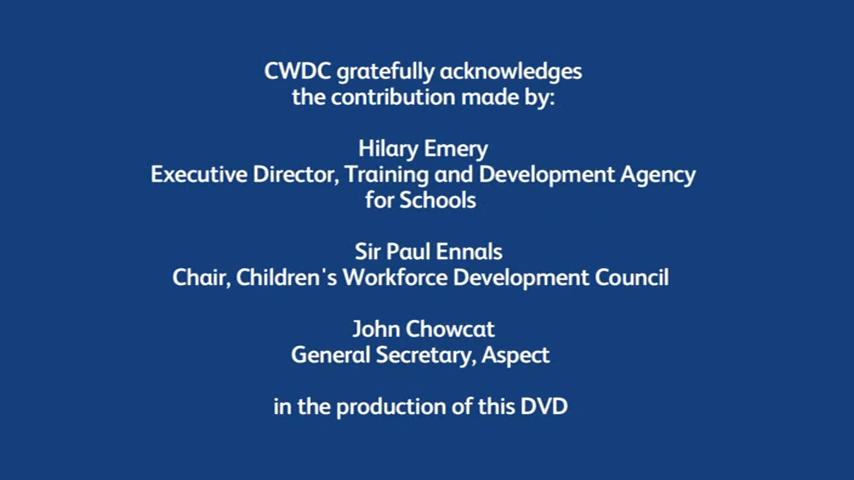 CWDC gratefully acknowledges
the contribution made by:
Hilary Emery
Executive Director, Training and Development Agency
for Schools
Sir Paul Ennals
Chair, Children's Workforce Development Council
John Chowcat
General Secretary, Aspect
in the production of this DVD